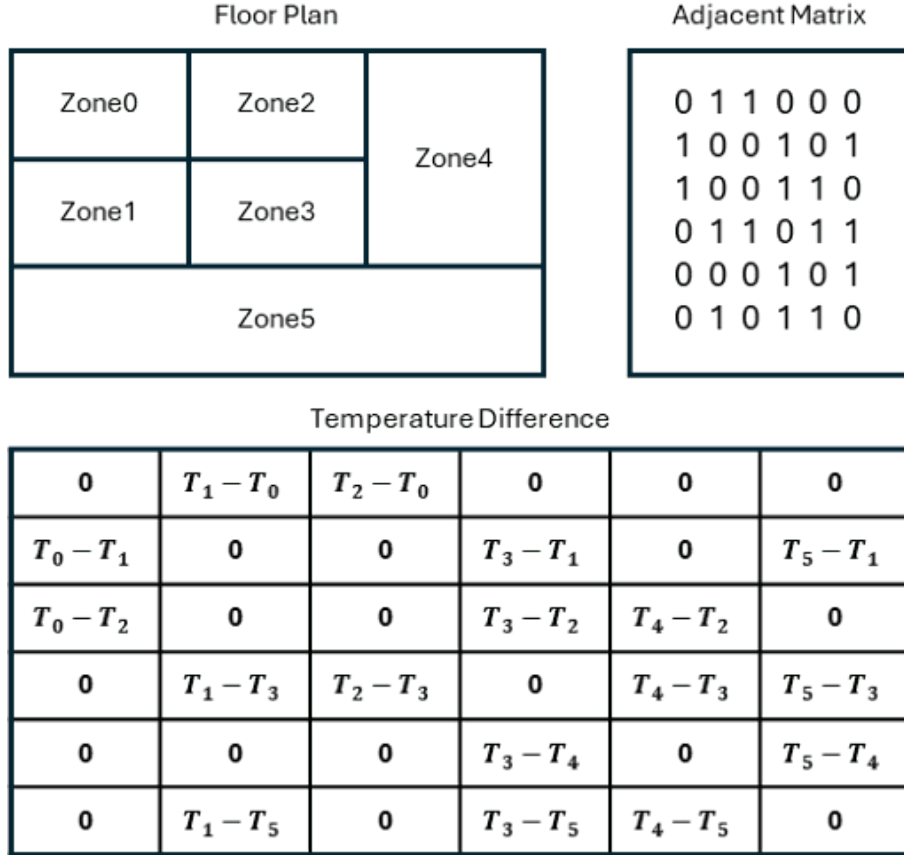 Floor Plan
Adjacent Matrix
Zone0 Zone2
Zone4
Zone1 Zone3
Zone5
0 1 1 0 0 0
1 0 0 1 0 1
1 0 0 1 1 0
0 1 1 0 1 1
0 0 0 1 0 1
0 1 0 1 1 0
Temperature Difference
0 T₁ − T₀ T₂ − T₀ 0 0 0
T₀ − T₁ 0 0 T₃ − T₁ 0 T₅ − T₁
T₀ − T₂ 0 0 T₃ − T₂ T₄ − T₂ 0
0 T₁ − T₃ T₂ − T₃ 0 T₄ − T₃ T₅ − T₃
0 0 0 T₃ − T₄ 0 T₅ − T₄
0 T₁ − T₅ 0 T₃ − T₅ T₄ − T₅ 0